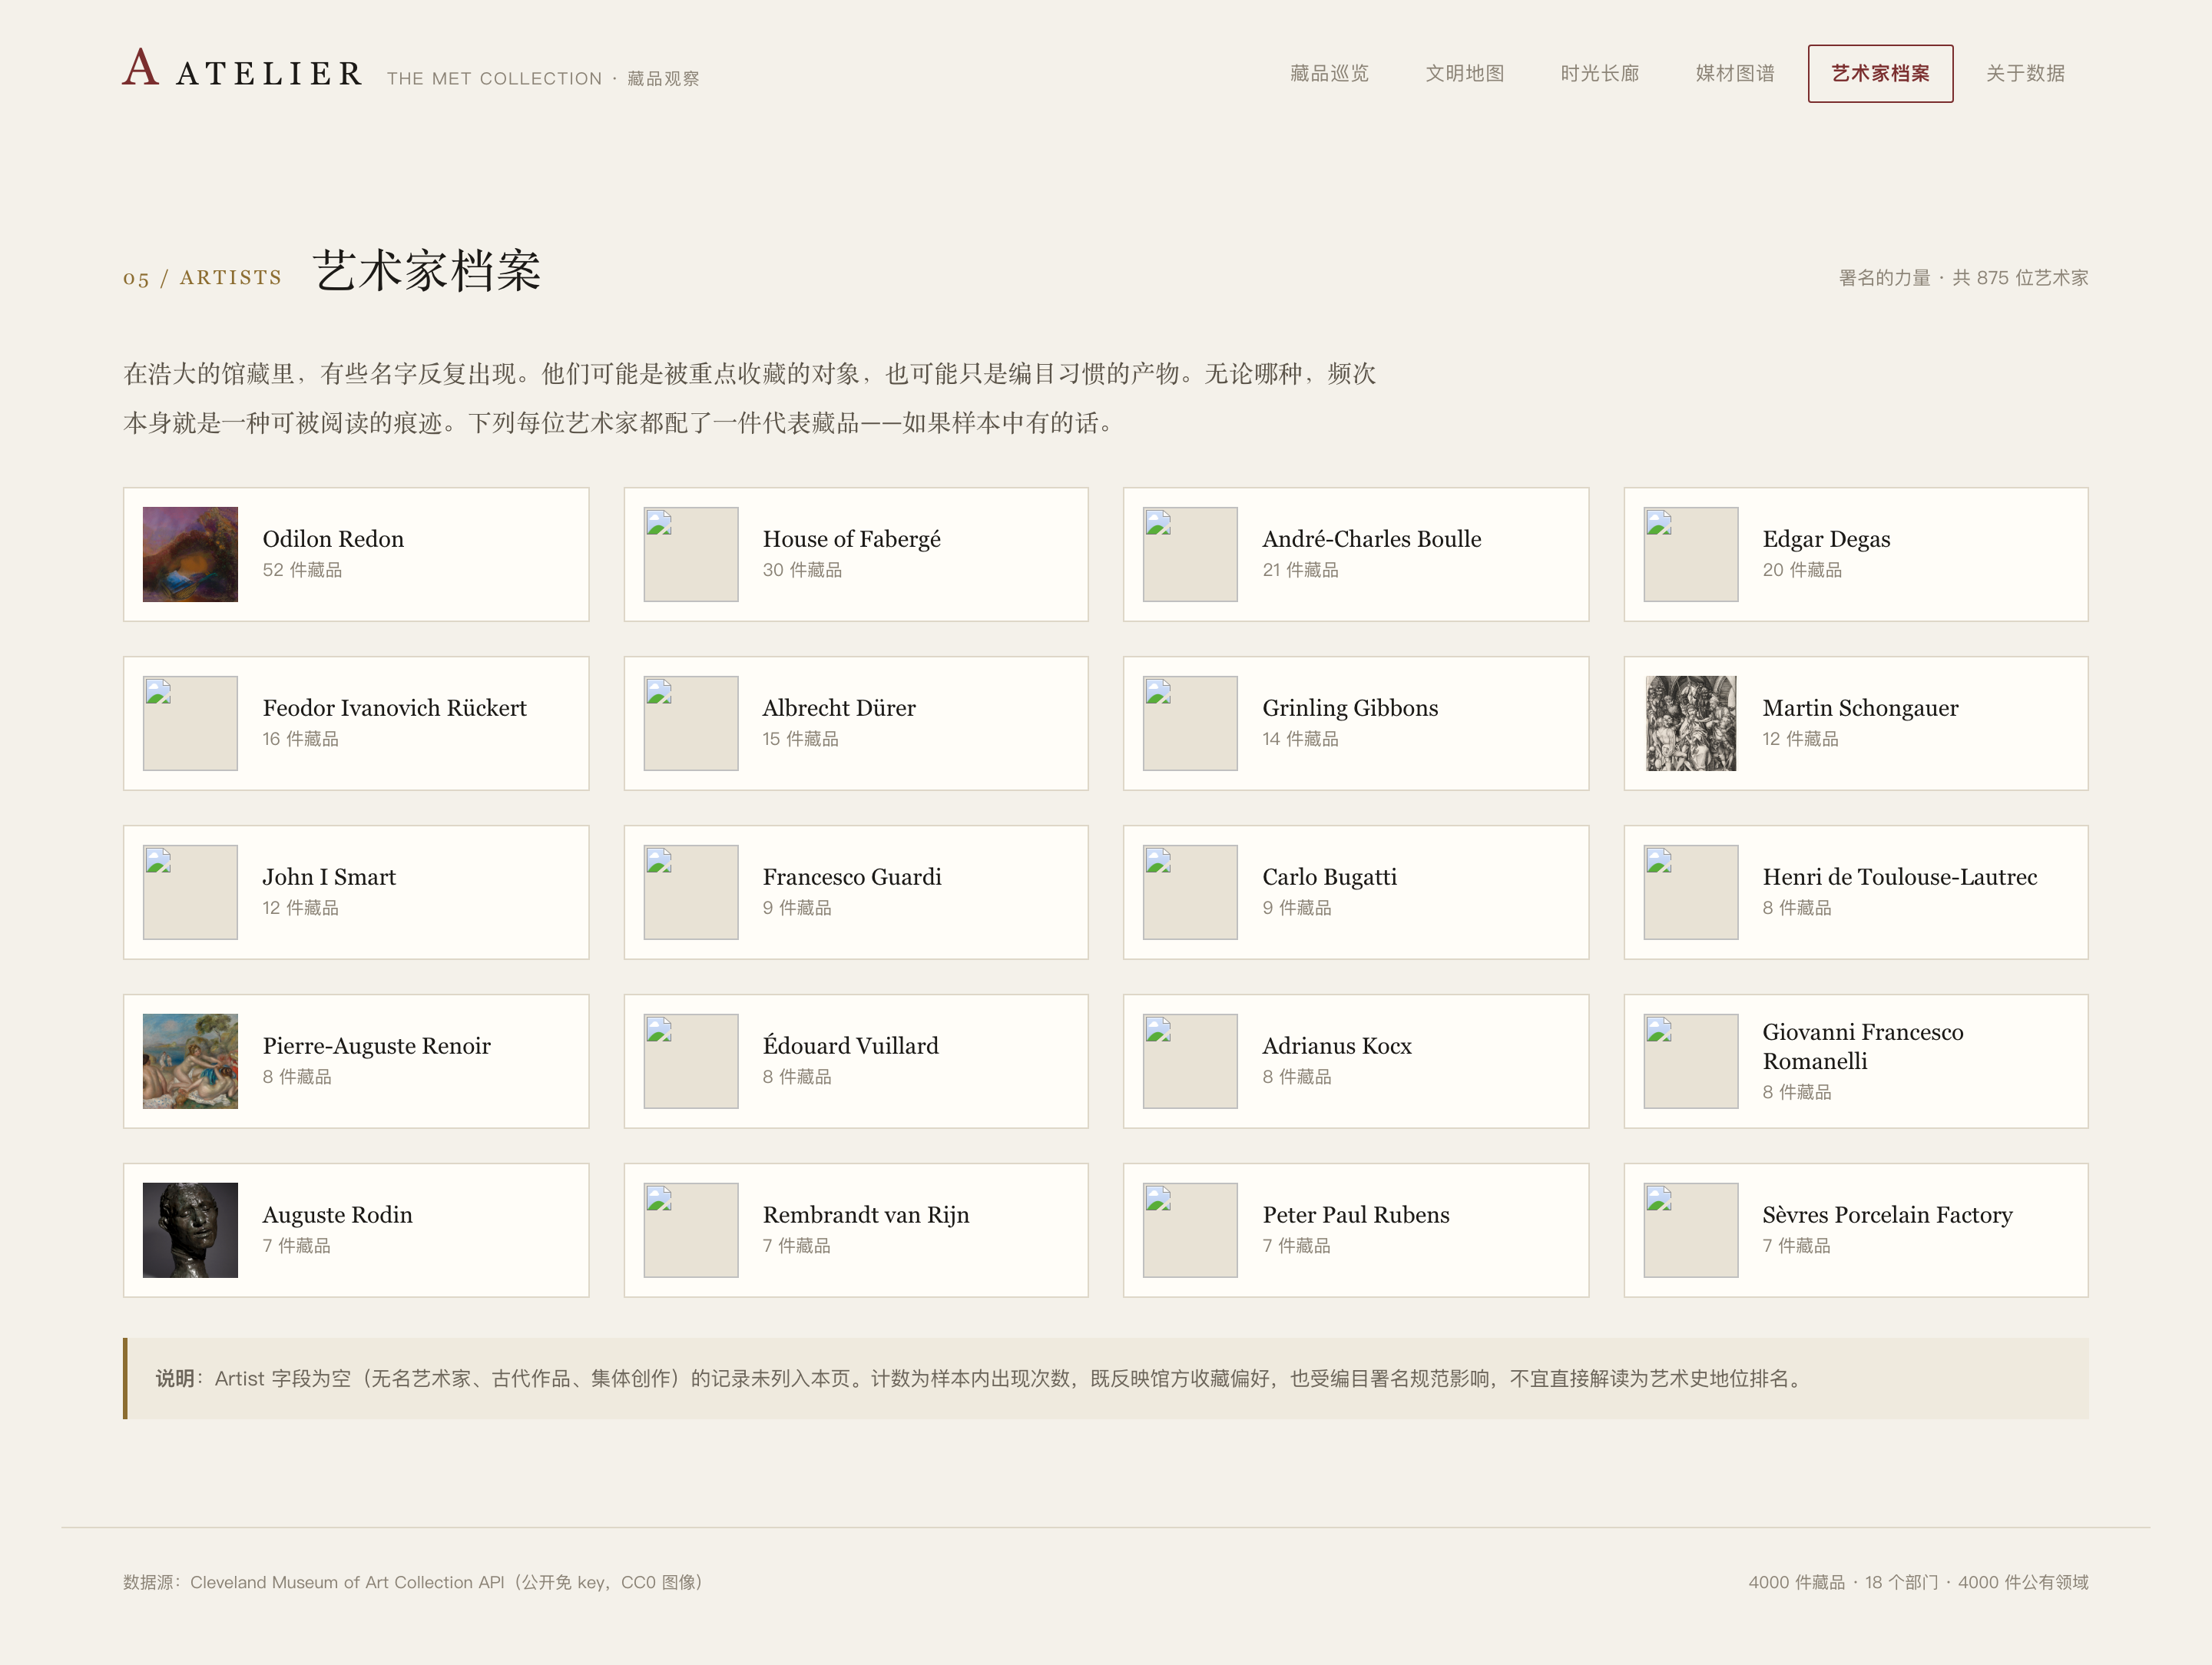 A ATELIER THE MET COLLECTION · 藏品观察
藏品巡览 文明地图 时光长廊 媒材图谱 艺术家档案 关于数据
05 / ARTISTS 艺术家档案
署名的力量 · 共 875 位艺术家
在浩大的馆藏里，有些名字反复出现。他们可能是被重点收藏的对象，也可能只是编目习惯的产物。无论哪种，频次
本身就是一种可被阅读的痕迹。下列每位艺术家都配了一件代表藏品——如果样本中有的话。
Odilon Redon
52 件藏品
House of Fabergé
30 件藏品
André-Charles Boulle
21 件藏品
Edgar Degas
20 件藏品
Feodor Ivanovich Rückert
16 件藏品
Albrecht Dürer
15 件藏品
Grinling Gibbons
14 件藏品
Martin Schongauer
12 件藏品
John I Smart
12 件藏品
Francesco Guardi
9 件藏品
Carlo Bugatti
9 件藏品
Henri de Toulouse-Lautrec
8 件藏品
Pierre-Auguste Renoir
8 件藏品
Édouard Vuillard
8 件藏品
Adrianus Kocx
8 件藏品
Giovanni Francesco
Romanelli
8 件藏品
Auguste Rodin
7 件藏品
Rembrandt van Rijn
7 件藏品
Peter Paul Rubens
7 件藏品
Sèvres Porcelain Factory
7 件藏品
说明：Artist 字段为空（无名艺术家、古代作品、集体创作）的记录未列入本页。计数为样本内出现次数，既反映馆方收藏偏好，也受编目署名规范影响，不宜直接解读为艺术史地位排名。
数据源：Cleveland Museum of Art Collection API（公开免 key，CC0 图像）
4000 件藏品 · 18 个部门 · 4000 件公有领域